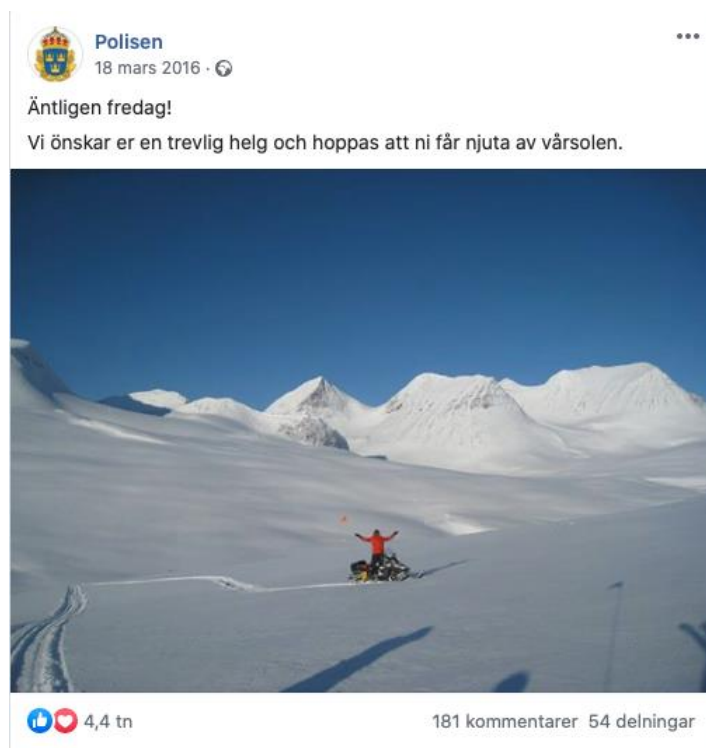 Polisen
18 mars 2016 ·
Äntligen fredag!
Vi önskar er en trevlig helg och hoppas att ni får njuta av vårsolen.
4,4 tn
181 kommentarer 54 delningar